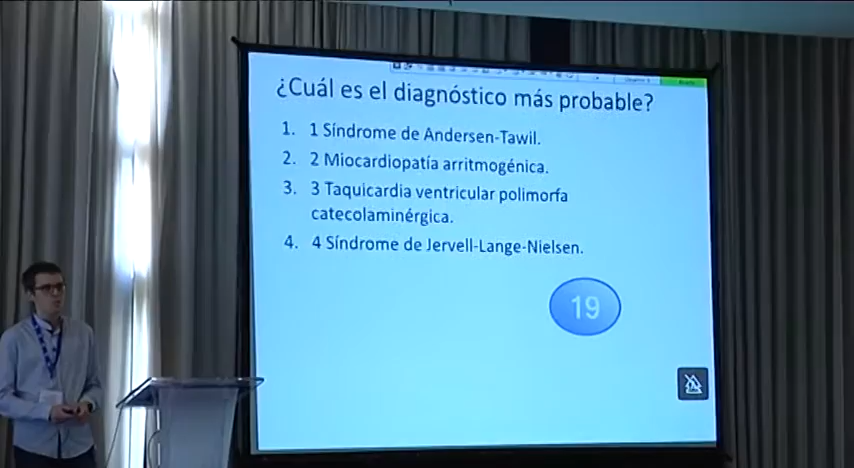 ¿Cuál es el diagnóstico más probable?
1. 1 Síndrome de Andersen-Tawil.
2. 2 Miocardiopatía arritmogénica.
3. 3 Taquicardia ventricular polimorfa
catecolaminérgica.
4. 4 Síndrome de Jervell-Lange-Nielsen.
19